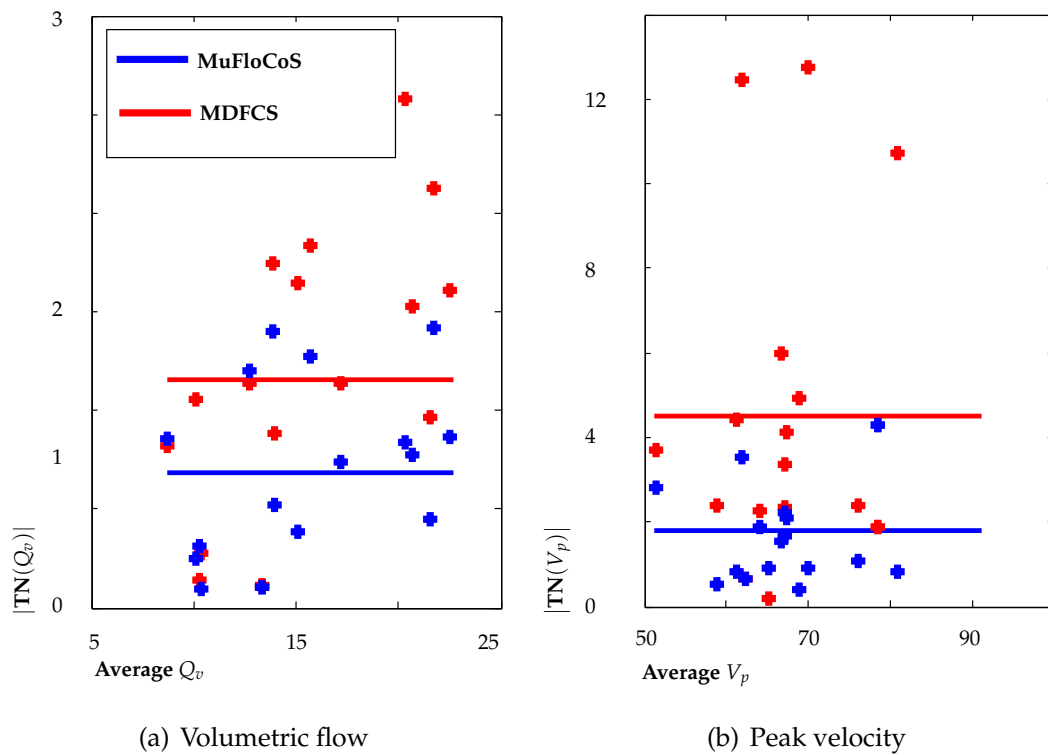 3
2
1
0
5
15
25
MuFloCoS
MDFCS
|TN(Q_v)|
Average Q_v
(a) Volumetric flow
12
8
4
0
50
70
90
|TN(V_p)|
Average V_p
(b) Peak velocity